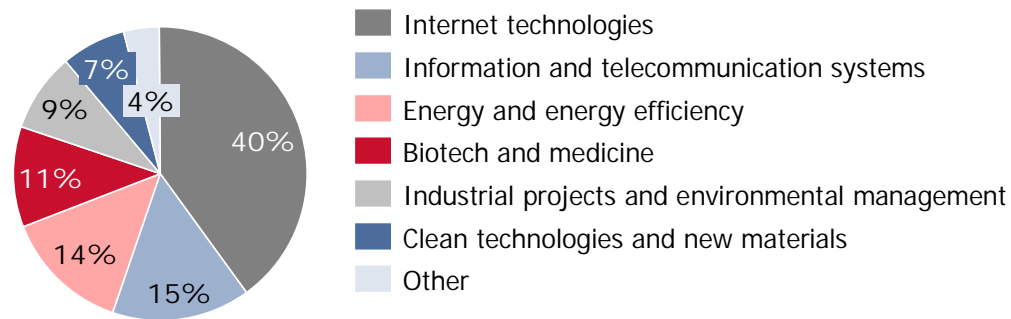 Internet technologies
Information and telecommunication systems
Energy and energy efficiency
Biotech and medicine
Industrial projects and environmental management
Clean technologies and new materials
Other
40%
15%
14%
11%
9%
7%
4%